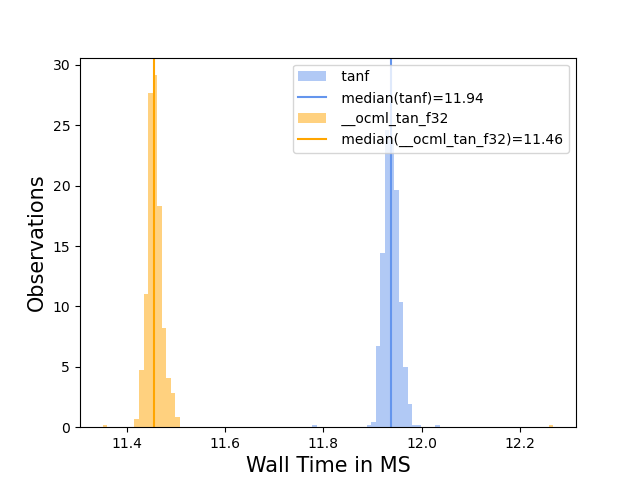 30
25
20
15
10
5
0
Observations
tanf
median(tanf)=11.94
__ocml_tan_f32
median(__ocml_tan_f32)=11.46
11.4 11.6 11.8 12.0 12.2
Wall Time in MS